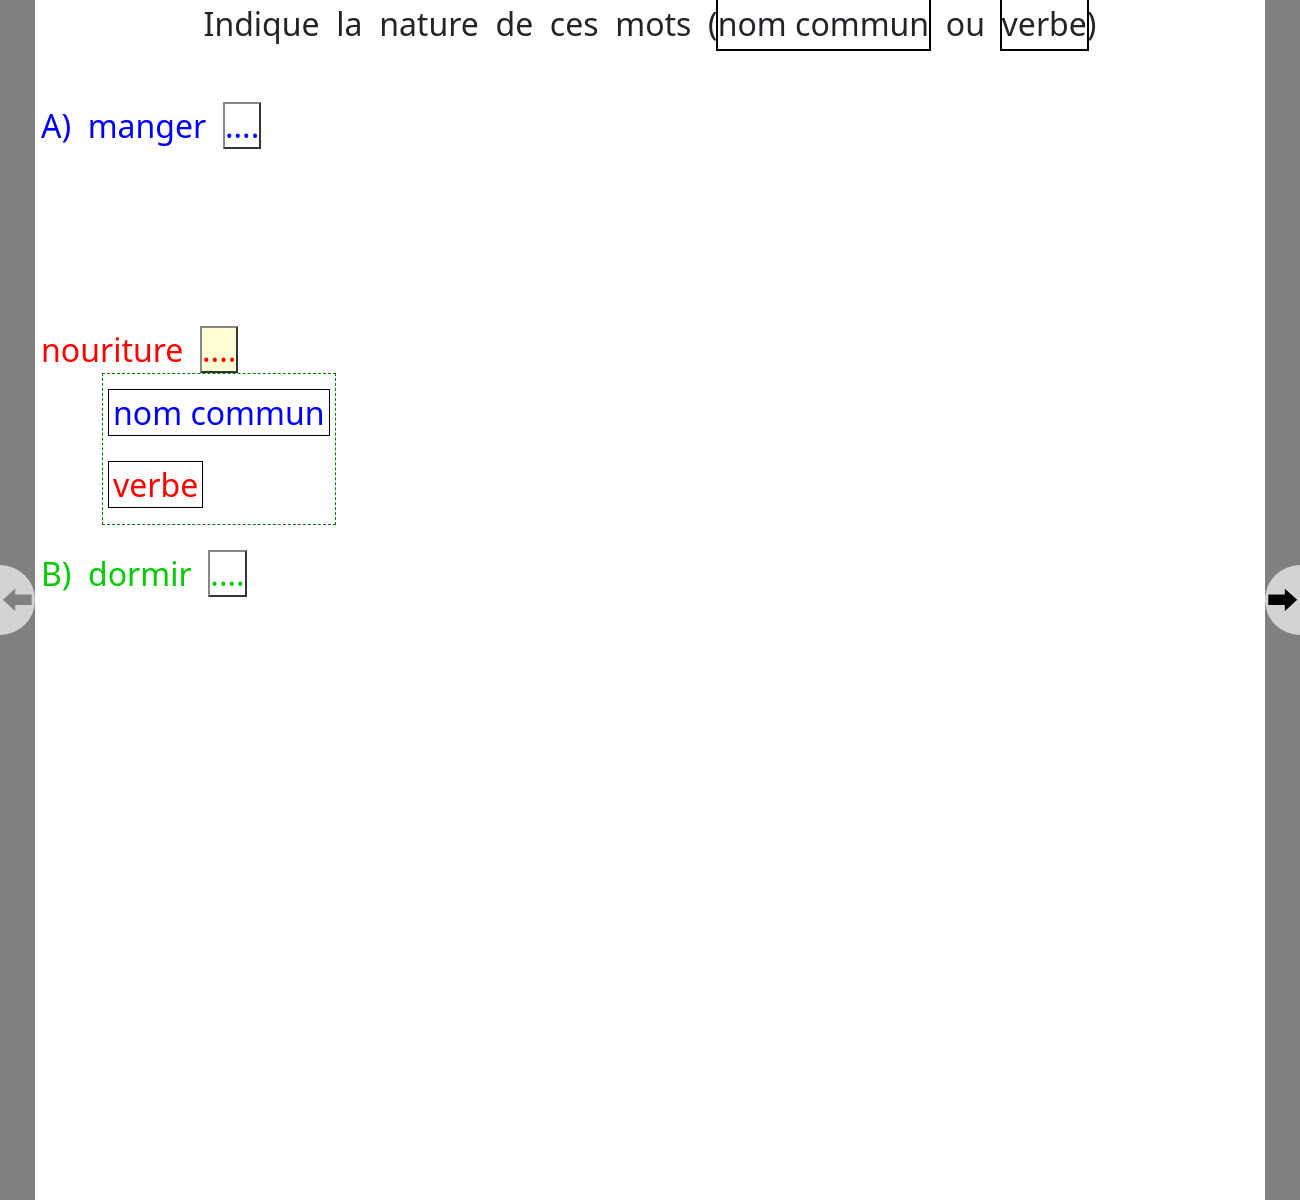 Indique la nature de ces mots (nom commun ou verbe)
A) manger ....
nouriture ....
nom commun
verbe
B) dormir ....